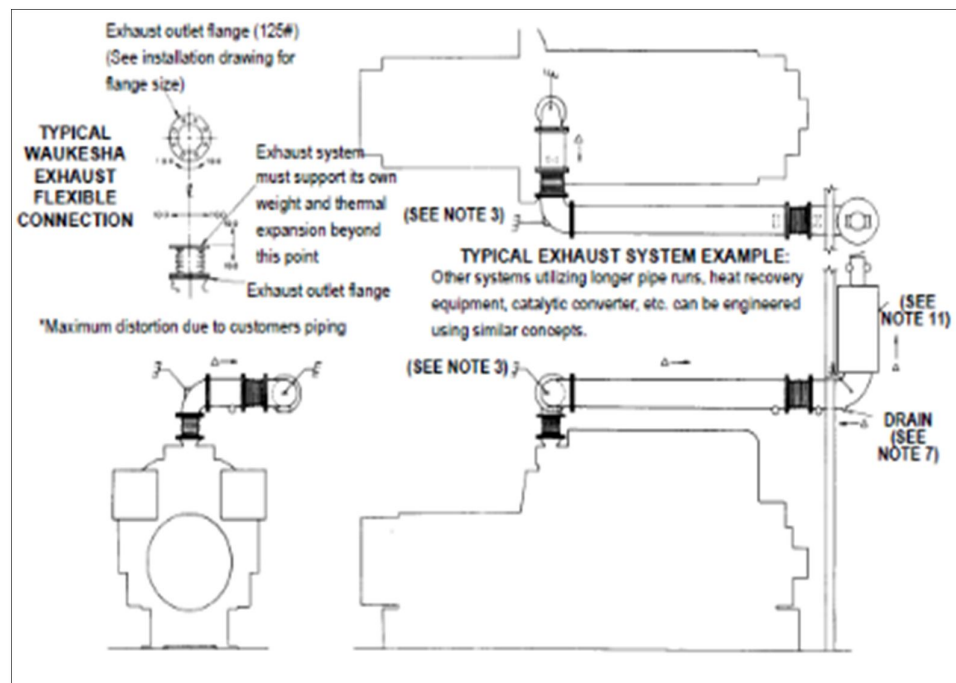 Exhaust outlet flange (125#)
(See installation drawing for
flange size)
TYPICAL
WAUKESHA
EXHAUST
FLEXIBLE
CONNECTION
Exhaust system
must support its own
weight and thermal
expansion beyond
this point
Exhaust outlet flange
*Maximum distortion due to customers piping
(SEE NOTE 3)
TYPICAL EXHAUST SYSTEM EXAMPLE:
Other systems utilizing longer pipe runs, heat recovery
equipment, catalytic converter, etc. can be engineered
using similar concepts.
(SEE
NOTE 11)
(SEE NOTE 3)
DRAIN
(SEE
NOTE 7)